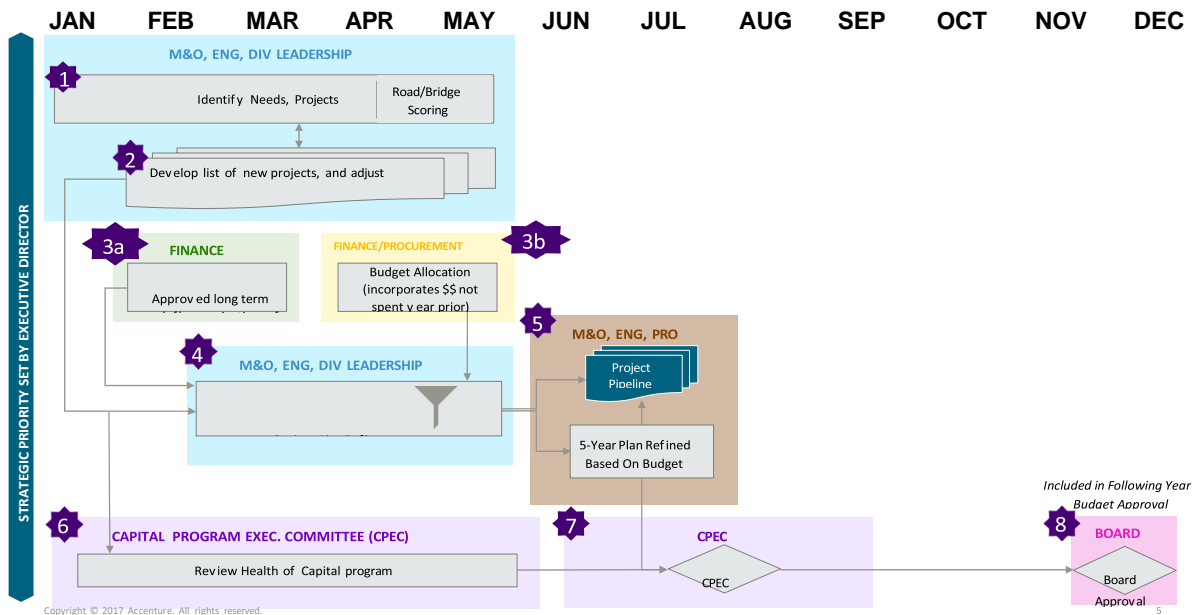 JAN FEB MAR APR MAY JUN JUL AUG SEP OCT NOV DEC
STRATEGIC PRIORITY SET BY EXECUTIVE DIRECTOR
M&O, ENG, DIV LEADERSHIP
1
Identify Needs, Projects
Road/Bridge
Scoring
2
Develop list of new projects, and adjust
3a
FINANCE
Approved long term
FINANCE/PROCUREMENT
3b
Budget Allocation
(incorporates $$ not
spent year prior)
4
M&O, ENG, DIV LEADERSHIP
5
M&O, ENG, PRO
Project
Pipeline
5-Year Plan Refined
Based On Budget
6
CAPITAL PROGRAM EXEC. COMMITTEE (CPEC)
Review Health of Capital program
7
CPEC
CPEC
Included in Following Year
Budget Approval
8
BOARD
Board
Approval
Copyright © 2017 Accenture. All rights reserved.
5